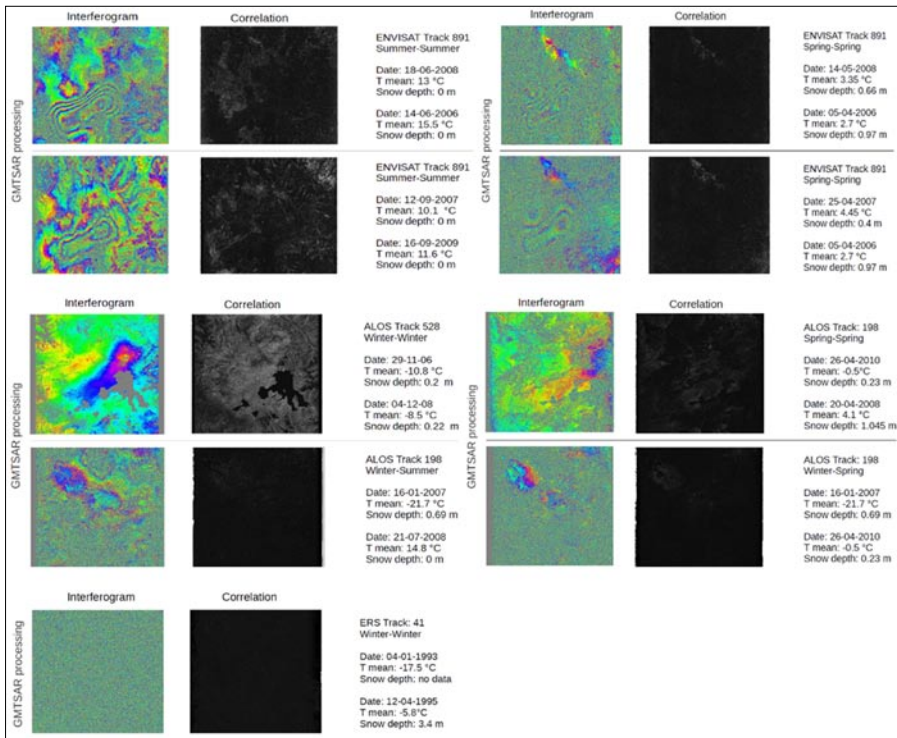 Interferogram
Correlation
GMTSAR processing
ENVISAT Track 891
Summer-Summer
Date: 18-06-2008
T mean: 13 °C
Snow depth: 0 m
Date: 14-06-2006
T mean: 15.5 °C
Snow depth: 0 m
ENVISAT Track 891
Summer-Summer
Date: 12-09-2007
T mean: 10.1 °C
Snow depth: 0 m
Date: 16-09-2009
T mean: 11.6 °C
Snow depth: 0 m
Interferogram
Correlation
GMTSAR processing
ENVISAT Track 891
Spring-Spring
Date: 14-05-2008
T mean: 3.35 °C
Snow depth: 0.66 m
Date: 05-04-2006
T mean: 2.7 °C
Snow depth: 0.97 m
ENVISAT Track 891
Spring-Spring
Date: 25-04-2007
T mean: 4.45 °C
Snow depth: 0.4 m
Date: 05-04-2006
T mean: 2.7 °C
Snow depth: 0.97 m
Interferogram
Correlation
GMTSAR processing
ALOS Track 528
Winter-Winter
Date: 29-11-06
T mean: -10.8 °C
Snow depth: 0.2 m
Date: 04-12-08
T mean: -8.5 °C
Snow depth: 0.22 m
ALOS Track 198
Winter-Summer
Date: 16-01-2007
T mean: -21.7 °C
Snow depth: 0.69 m
Date: 21-07-2008
T mean: 14.8 °C
Snow depth: 0 m
Interferogram
Correlation
GMTSAR processing
ALOS Track: 198
Spring-Spring
Date: 26-04-2010
T mean: -0.5°C
Snow depth: 0.23 m
Date: 20-04-2008
T mean: 4.1 °C
Snow depth: 1.045 m
ALOS Track: 198
Winter-Spring
Date: 16-01-2007
T mean: -21.7 °C
Snow depth: 0.69 m
Date: 26-04-2010
T mean: -0.5 °C
Snow depth: 0.23 m
Interferogram
Correlation
GMTSAR processing
ERS Track: 41
Winter-Winter
Date: 04-01-1993
T mean: -17.5 °C
Snow depth: no data
Date: 12-04-1995
T mean: -5.8°C
Snow depth: 3.4 m